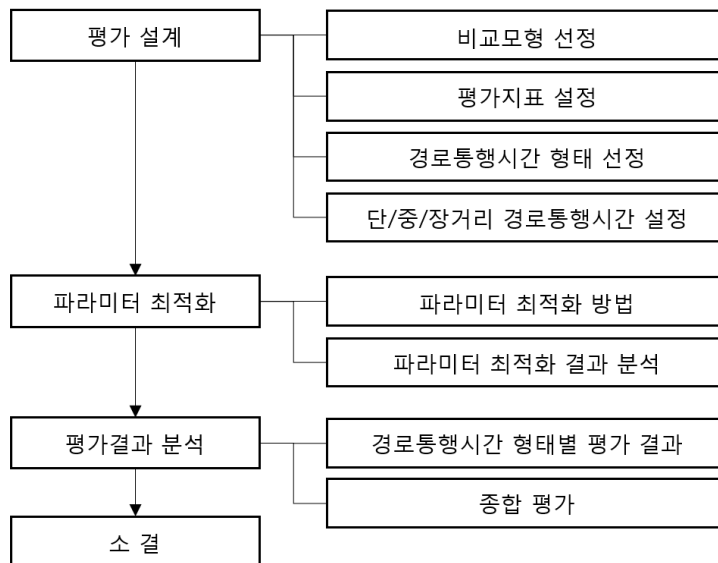 평가 설계
비교모형 선정
평가지표 설정
경로통행시간 형태 선정
단/중/장거리 경로통행시간 설정
파라미터 최적화
파라미터 최적화 방법
파라미터 최적화 결과 분석
평가결과 분석
경로통행시간 형태별 평가 결과
종합 평가
소 결